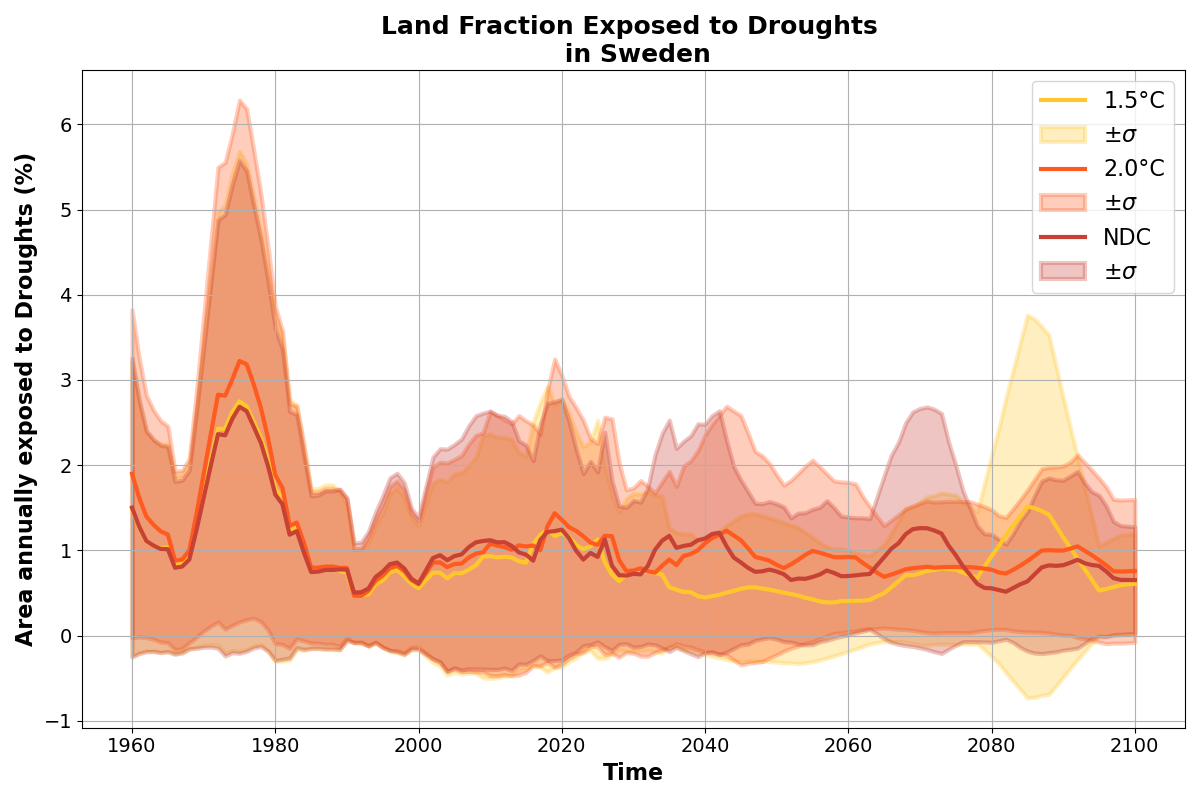 Land Fraction Exposed to Droughts
in Sweden
Area annually exposed to Droughts (%)
6
5
4
3
2
1
0
−1
1960 1980 2000 2020 2040 2060 2080 2100
Time
1.5°C
±σ
2.0°C
±σ
NDC
±σ